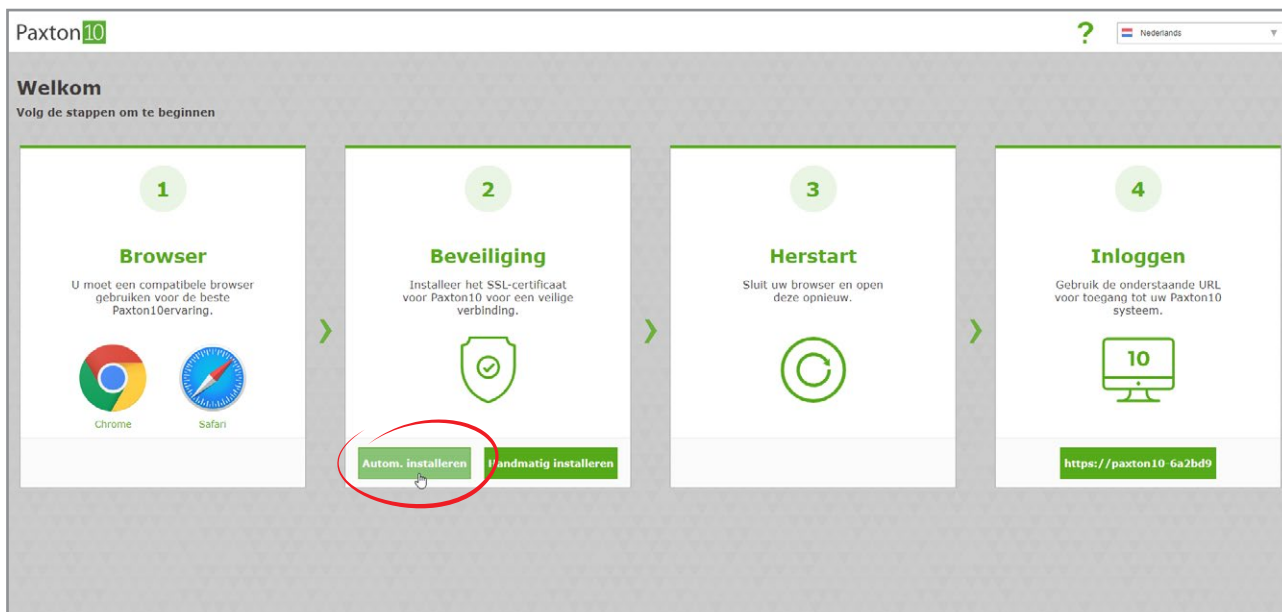 Paxton10
?
Nederlands
Welkom
Volg de stappen om te beginnen
1
Browser
U moet een compatibele browser
gebruiken voor de beste
Paxton10ervaring.
Chrome
Safari
2
Beveiliging
Installeer het SSL-certificaat
voor Paxton10 voor een veilige
verbinding.
Autom. installeren
Handmatig installeren
3
Herstart
Sluit uw browser en open
deze opnieuw.
4
Inloggen
Gebruik de onderstaande URL
voor toegang tot uw Paxton10
systeem.
10
https://paxton10-6a2bd9